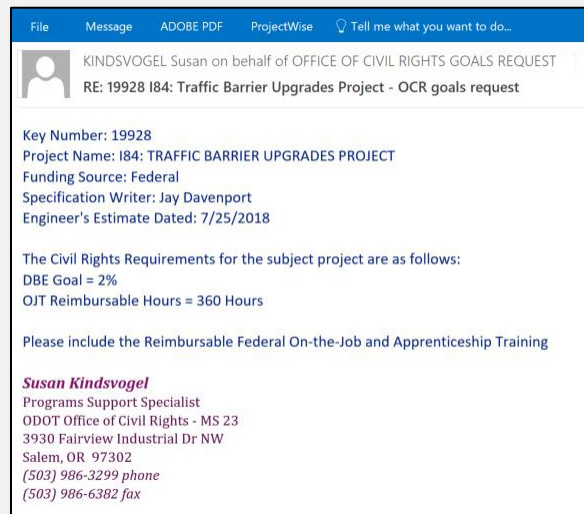 File Message ADOBE PDF ProjectWise Tell me what you want to do...
KINDSVOGEL Susan on behalf of OFFICE OF CIVIL RIGHTS GOALS REQUEST
RE: 19928 I84: Traffic Barrier Upgrades Project - OCR goals request
Key Number: 19928
Project Name: I84: TRAFFIC BARRIER UPGRADES PROJECT
Funding Source: Federal
Specification Writer: Jay Davenport
Engineer's Estimate Dated: 7/25/2018
The Civil Rights Requirements for the subject project are as follows:
DBE Goal = 2%
OJT Reimbursable Hours = 360 Hours
Please include the Reimbursable Federal On-the-Job and Apprenticeship Training
Susan Kindsvogel
Programs Support Specialist
ODOT Office of Civil Rights - MS 23
3930 Fairview Industrial Dr NW
Salem, OR 97302
(503) 986-3299 phone
(503) 986-6382 fax